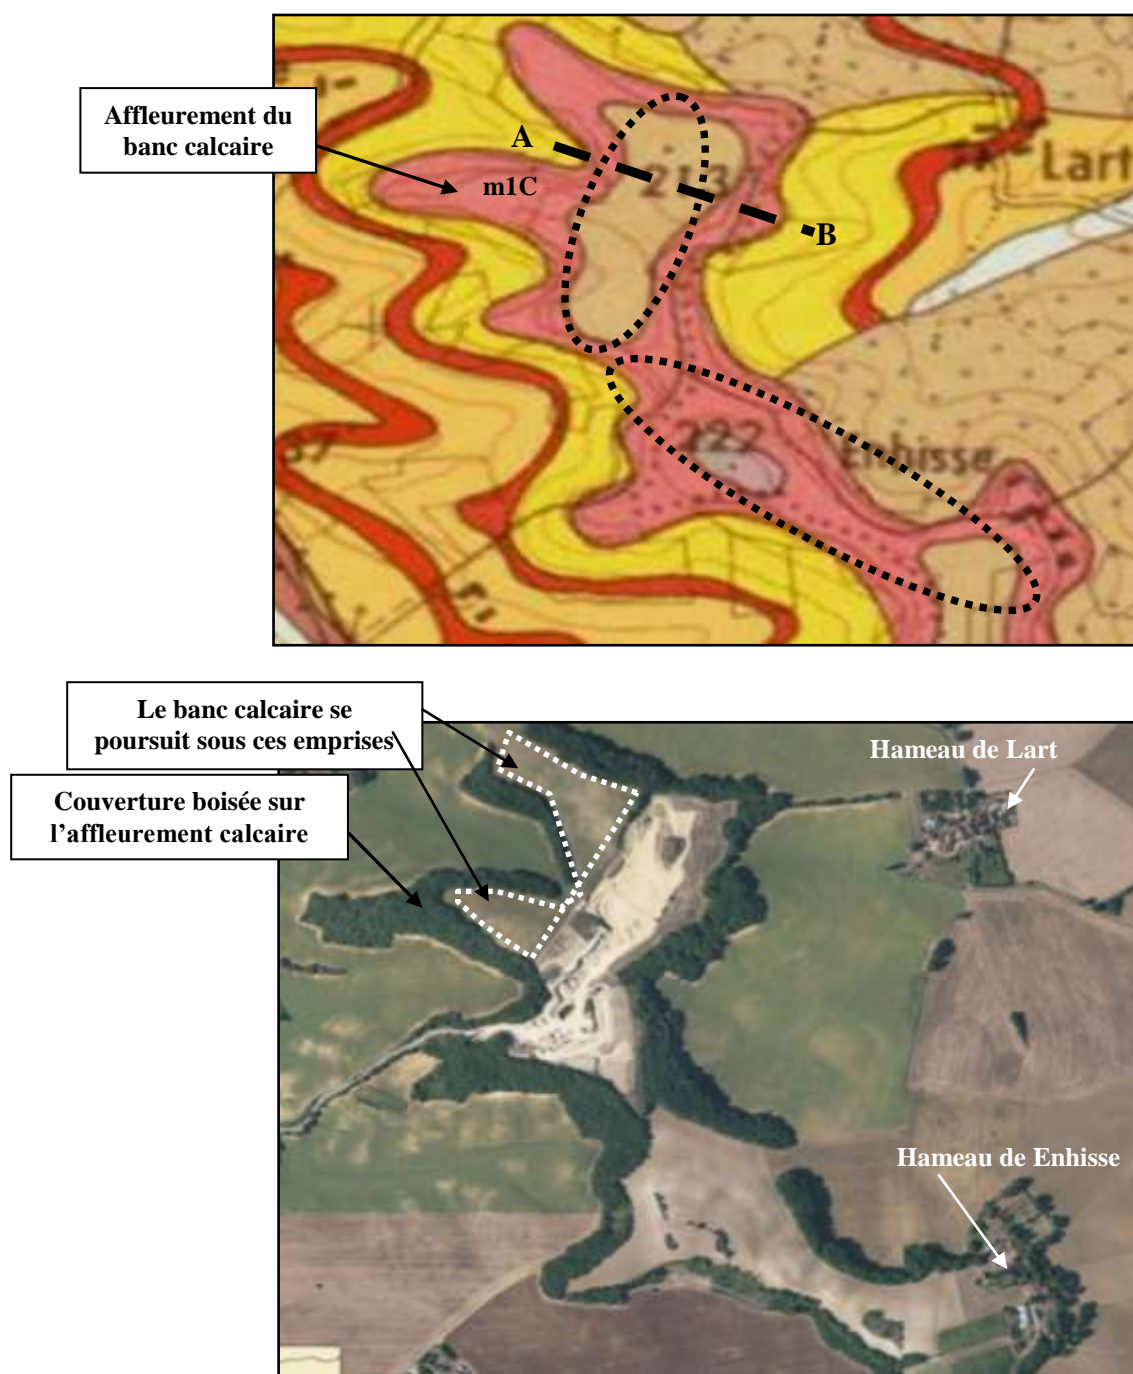 Affleurement du
banc calcaire
A
m1C
213
B
Lart
222
Enhisse
Le banc calcaire se
poursuit sous ces emprises
Couverture boisée sur
l'affleurement calcaire
Hameau de Lart
Hameau de Enhisse